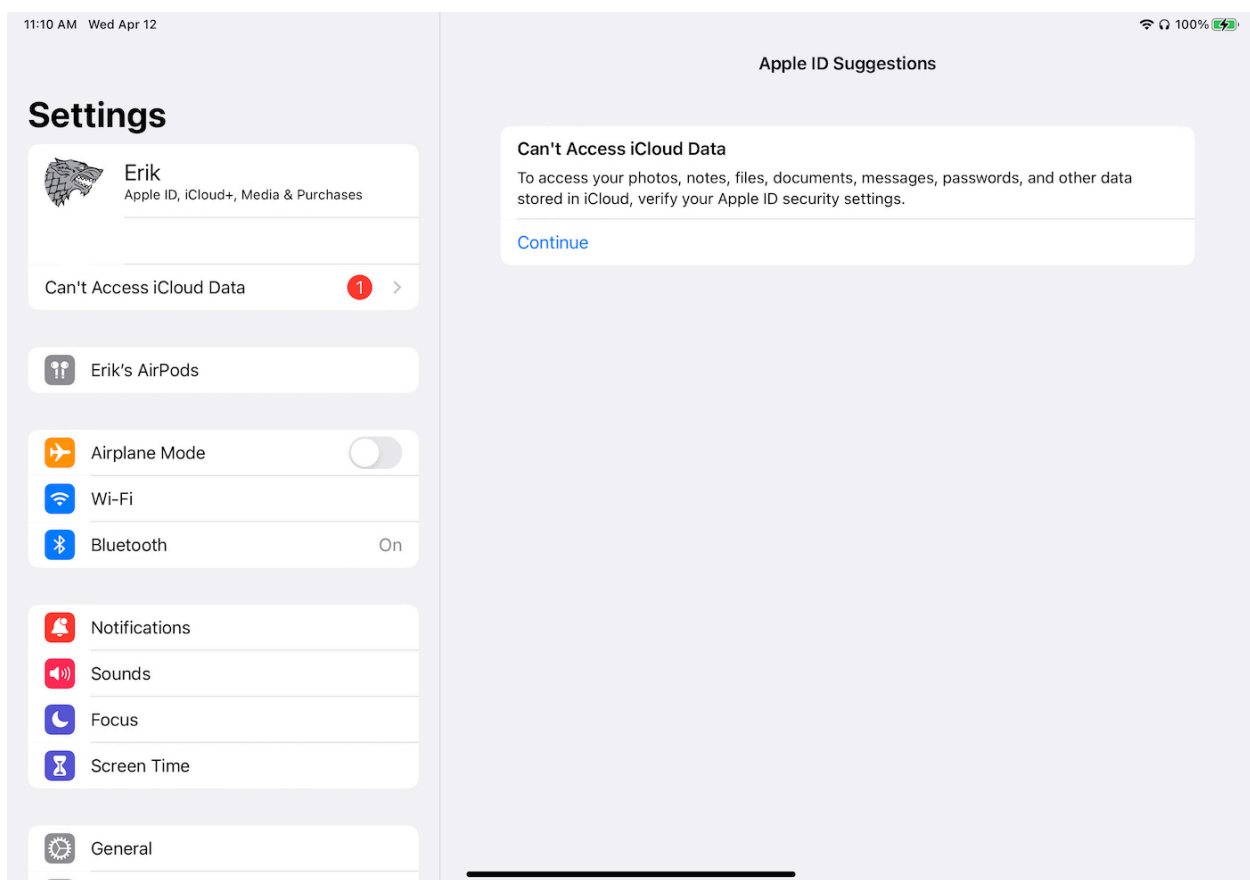 11:10 AM Wed Apr 12
100%
Settings
Erik
Apple ID, iCloud+, Media & Purchases
Can't Access iCloud Data
1
Erik's AirPods
Airplane Mode
Wi-Fi
Bluetooth On
Notifications
Sounds
Focus
Screen Time
General
Apple ID Suggestions
Can't Access iCloud Data
To access your photos, notes, files, documents, messages, passwords, and other data
stored in iCloud, verify your Apple ID security settings.
Continue